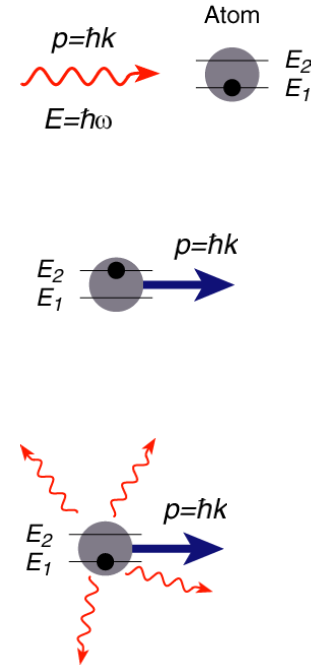 Atom
p=ħk
E₂
E₁
E=ħω
p=ħk
E₂
E₁
p=ħk
E₂
E₁